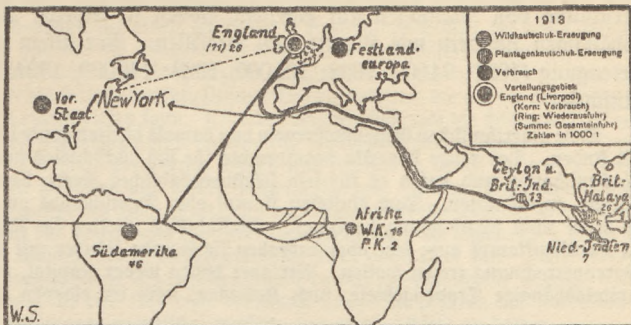 1913
Wildkautschuk-Erzeugung
Plantagenkautschuk-Erzeugung
Verbrauch
Verteilungsgebiet
England (Liverpool)
(Kern: Verbrauch)
(Ring: Wiederausfuhr)
(Summe: Gesamteinfuhr)
Zahlen in 1000 t
England
(71) 26
Festland-
europa
Ver.
Staat.
51
New York
Südamerika
46
Afrika
W.K. 16
P.K. 2
Ceylon u.
Brit.-Ind.
13
Brit.-
Malaya
Nied.-Indien
7
W.S.